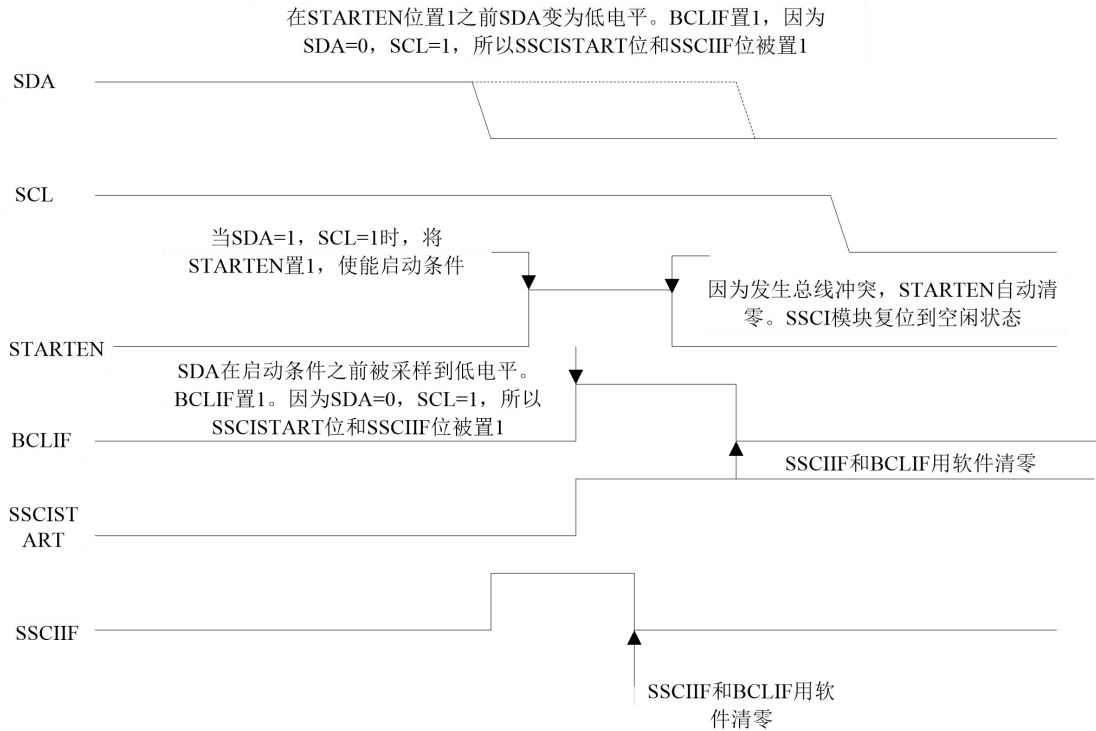 在STARTEN位置1之前SDA变为低电平。BCLIF置1，因为
SDA=0，SCL=1，所以SSCISTART位和SSCIIF位被置1
SDA
SCL
当SDA=1，SCL=1时，将
STARTEN置1，使能启动条件
因为发生总线冲突，STARTEN自动清
零。SSCI模块复位到空闲状态
STARTEN
SDA在启动条件之前被采样到低电平。
BCLIF置1。因为SDA=0，SCL=1，所以
SSCISTART位和SSCIIF位被置1
BCLIF
SSCIIF和BCLIF用软件清零
SSCIST
ART
SSCIIF
SSCIIF和BCLIF用软
件清零